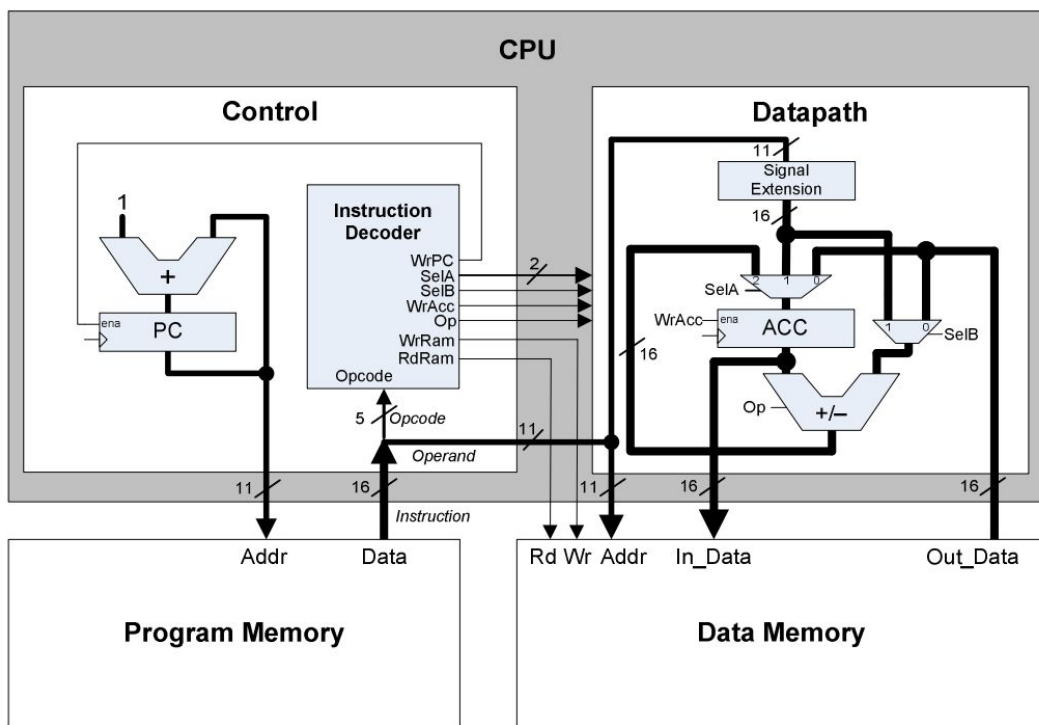 CPU
Control
Datapath
11
Signal
Extension
16
1
+
ena
PC
Instruction
Decoder
WrPC
SelA
SelB
WrAcc
Op
WrRam
RdRam
Opcode
2
5
Opcode
11
Operand
2
1
0
SelA
WrAcc
ena
ACC
1
0
SelB
16
Op
+/–
11
16
Instruction
11
16
16
Addr
Data
Rd
Wr
Addr
In_Data
Out_Data
Program Memory
Data Memory